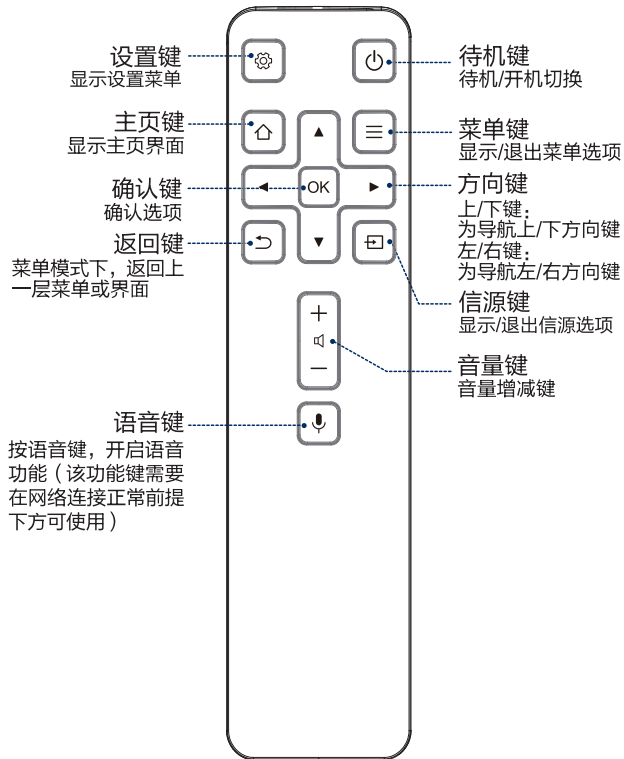 设置键
显示设置菜单
主页键
显示主页界面
确认键
确认选项
返回键
菜单模式下，返回上
一层菜单或界面
语音键
按语音键，开启语音
功能（该功能键需要
在网络连接正常前提
下方可使用）
OK
待机键
待机/开机切换
菜单键
显示/退出菜单选项
方向键
上/下键：
为导航上/下方向键
左/右键：
为导航左/右方向键
信源键
显示/退出信源选项
音量键
音量增减键